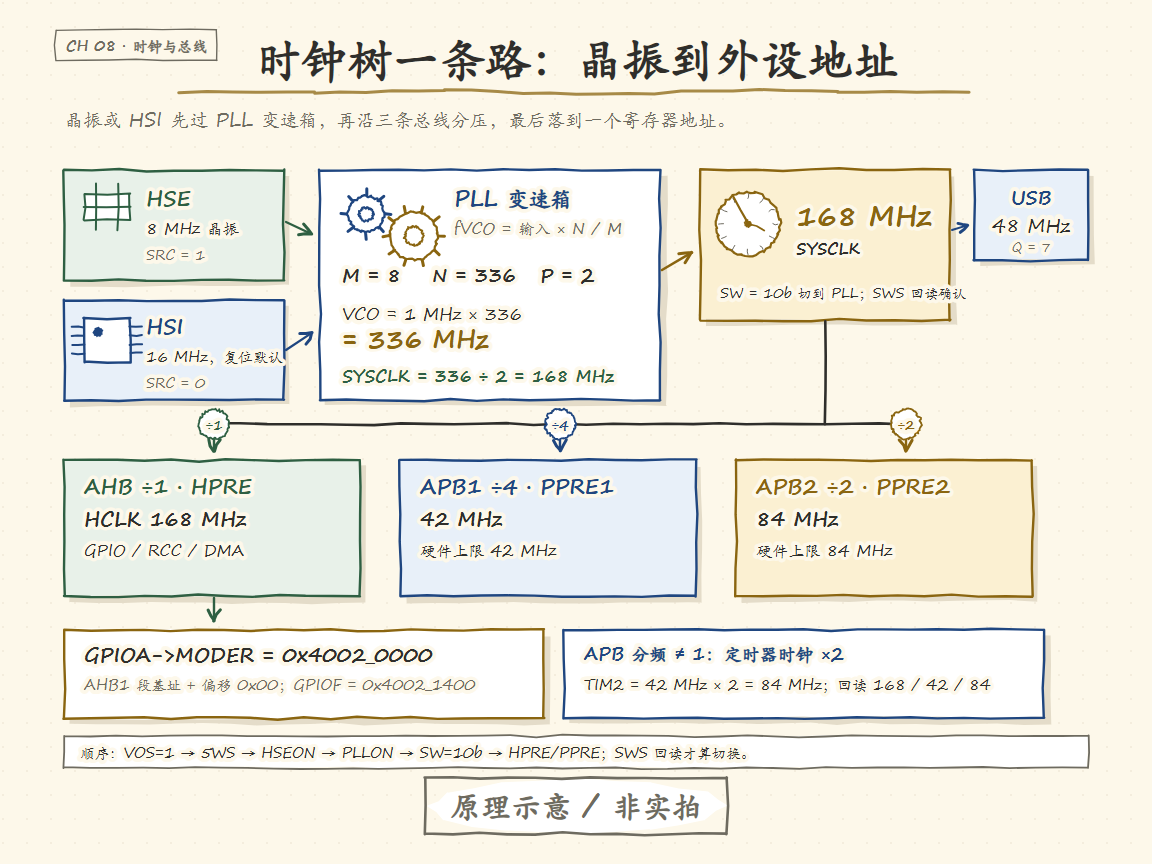 CH 08 · 时钟与总线
时钟树一条路：晶振到外设地址
晶振或 HSI 先过 PLL 变速箱，再沿三条总线分压，最后落到一个寄存器地址。
HSE
8 MHz 晶振
SRC = 1
HSI
16 MHz，复位默认
SRC = 0
PLL 变速箱
fVCO = 输入 × N / M
M = 8 N = 336 P = 2
VCO = 1 MHz × 336
= 336 MHz
SYSCLK = 336 ÷ 2 = 168 MHz
168 MHz
SYSCLK
SW = 10b 切到 PLL；SWS 回读确认
USB
48 MHz
Q = 7
÷1
÷4
÷2
AHB ÷1 · HPRE
HCLK 168 MHz
GPIO / RCC / DMA
APB1 ÷4 · PPRE1
42 MHz
硬件上限 42 MHz
APB2 ÷2 · PPRE2
84 MHz
硬件上限 84 MHz
GPIOA->MODER = 0x4002_0000
AHB1 段基址 + 偏移 0x00；GPIOF = 0x4002_1400
APB 分频 ≠ 1：定时器时钟 ×2
TIM2 = 42 MHz × 2 = 84 MHz；回读 168 / 42 / 84
顺序：VOS=1 → 5WS → HSEON → PLLON → SW=10b → HPRE/PPRE；SWS 回读才算切换。
原理示意 / 非实拍